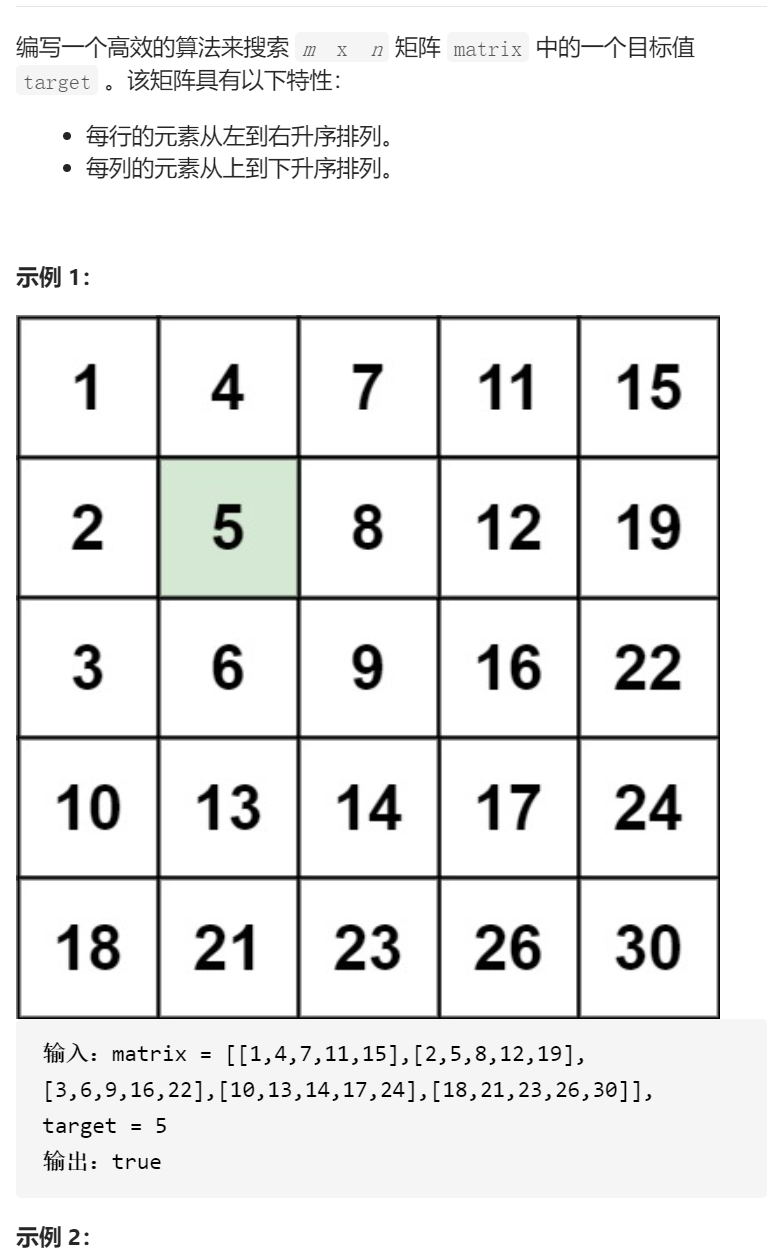 编写一个高效的算法来搜索 m x n 矩阵 matrix 中的一个目标值
target 。该矩阵具有以下特性：
每行的元素从左到右升序排列。
每列的元素从上到下升序排列。
示例 1：
1 4 7 11 15
2 5 8 12 19
3 6 9 16 22
10 13 14 17 24
18 21 23 26 30
输入：matrix = [[1,4,7,11,15],[2,5,8,12,19],
[3,6,9,16,22],[10,13,14,17,24],[18,21,23,26,30]],
target = 5
输出：true
示例 2：